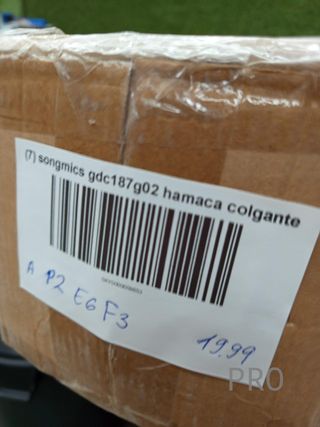 (7) songmics gdc187g02 hamaca colgante
A P2 E6 F3
19,99
PRO